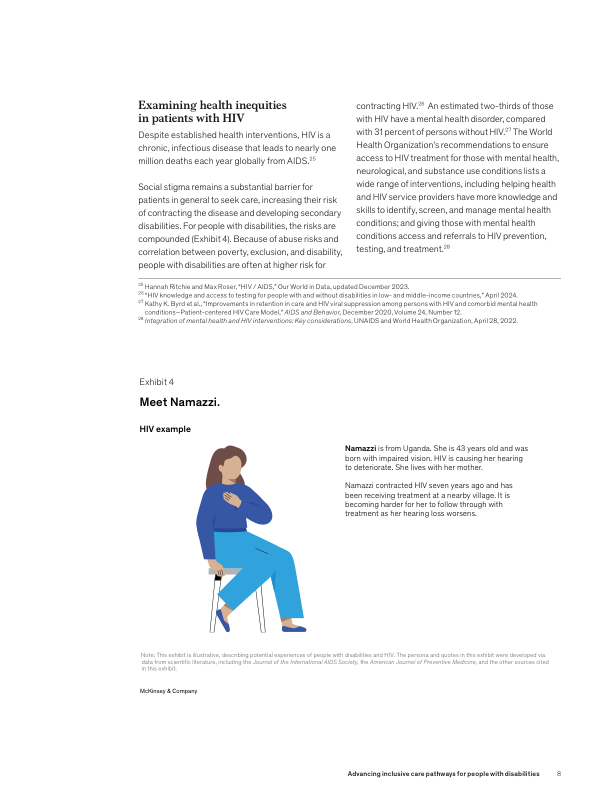 Examining health inequities
in patients with HIV
Despite established health interventions, HIV is a
chronic, infectious disease that leads to nearly one
million deaths each year globally from AIDS.²⁵
Social stigma remains a substantial barrier for
patients in general to seek care, increasing their risk
of contracting the disease and developing secondary
disabilities. For people with disabilities, the risks are
compounded (Exhibit 4). Because of abuse risks and
correlation between poverty, exclusion, and disability,
people with disabilities are often at higher risk for
contracting HIV.²⁶ An estimated two-thirds of those
with HIV have a mental health disorder, compared
with 31 percent of persons without HIV.²⁷ The World
Health Organization’s recommendations to ensure
access to HIV treatment for those with mental health,
neurological, and substance use conditions lists a
wide range of interventions, including helping health
and HIV service providers have more knowledge and
skills to identify, screen, and manage mental health
conditions; and giving those with mental health
conditions access and referrals to HIV prevention,
testing, and treatment.²⁸
²⁵ Hannah Ritchie and Max Roser, “HIV / AIDS,” Our World in Data, updated December 2023.
²⁶ “HIV knowledge and access to testing for people with and without disabilities in low- and middle-income countries,” April 2024.
²⁷ Kathy K. Byrd et al., “Improvements in retention in care and HIV viral suppression among persons with HIV and comorbid mental health
conditions—Patient-centered HIV Care Model,” AIDS and Behavior, December 2020, Volume 24, Number 12.
²⁸ Integration of mental health and HIV interventions: Key considerations, UNAIDS and World Health Organization, April 28, 2022.
Exhibit 4
Meet Namazzi.
HIV example
Namazzi is from Uganda. She is 43 years old and was
born with impaired vision. HIV is causing her hearing
to deteriorate. She lives with her mother.
Namazzi contracted HIV seven years ago and has
been receiving treatment at a nearby village. It is
becoming harder for her to follow through with
treatment as her hearing loss worsens.
Note: This exhibit is illustrative, describing potential experiences of people with disabilities and HIV. The persona and quotes in this exhibit were developed via
data from scientific literature, including the Journal of the International AIDS Society, the American Journal of Preventive Medicine, and the other sources cited
in this exhibit.
McKinsey & Company
Advancing inclusive care pathways for people with disabilities 8